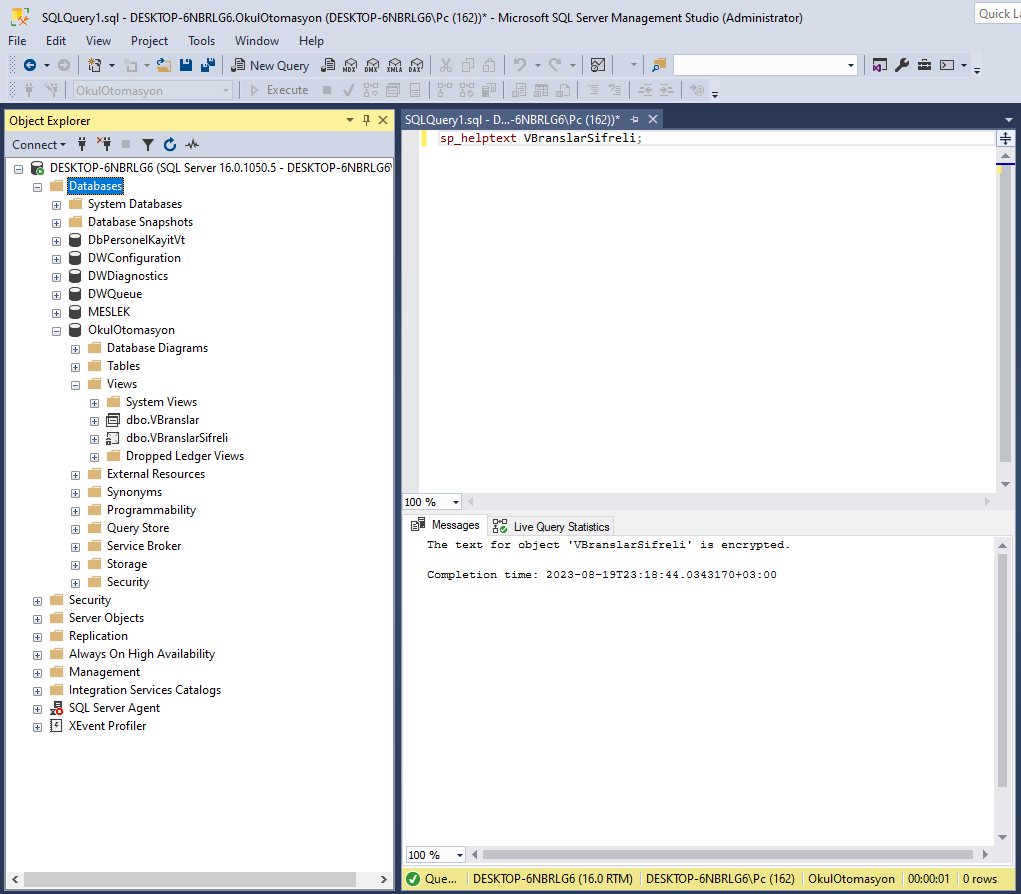 SQLQuery1.sql - DESKTOP-6NBRLG6.OkulOtomasyon (DESKTOP-6NBRLG6\Pc (162))* - Microsoft SQL Server Management Studio (Administrator)
Quick La
File Edit View Project Tools Window Help
New Query MDX DMX XMLA DAX
OkulOtomasyon Execute
Object Explorer
Connect
DESKTOP-6NBRLG6 (SQL Server 16.0.1050.5 - DESKTOP-6NBRLG6\
Databases
System Databases
Database Snapshots
DbPersonelKayitVt
DWConfiguration
DWDiagnostics
DWQueue
MESLEK
OkulOtomasyon
Database Diagrams
Tables
Views
System Views
dbo.VBranslar
dbo.VBranslarSifreli
Dropped Ledger Views
External Resources
Synonyms
Programmability
Query Store
Service Broker
Storage
Security
Security
Server Objects
Replication
Always On High Availability
Management
Integration Services Catalogs
SQL Server Agent
XEvent Profiler
SQLQuery1.sql - D...-6NBRLG6\Pc (162))*
sp_helptext VBranslarSifreli;
100 %
Messages Live Query Statistics
The text for object 'VBranslarSifreli' is encrypted.
Completion time: 2023-08-19T23:18:44.0343170+03:00
100 %
Que... DESKTOP-6NBRLG6 (16.0 RTM) DESKTOP-6NBRLG6\Pc (162) OkulOtomasyon 00:00:01 0 rows